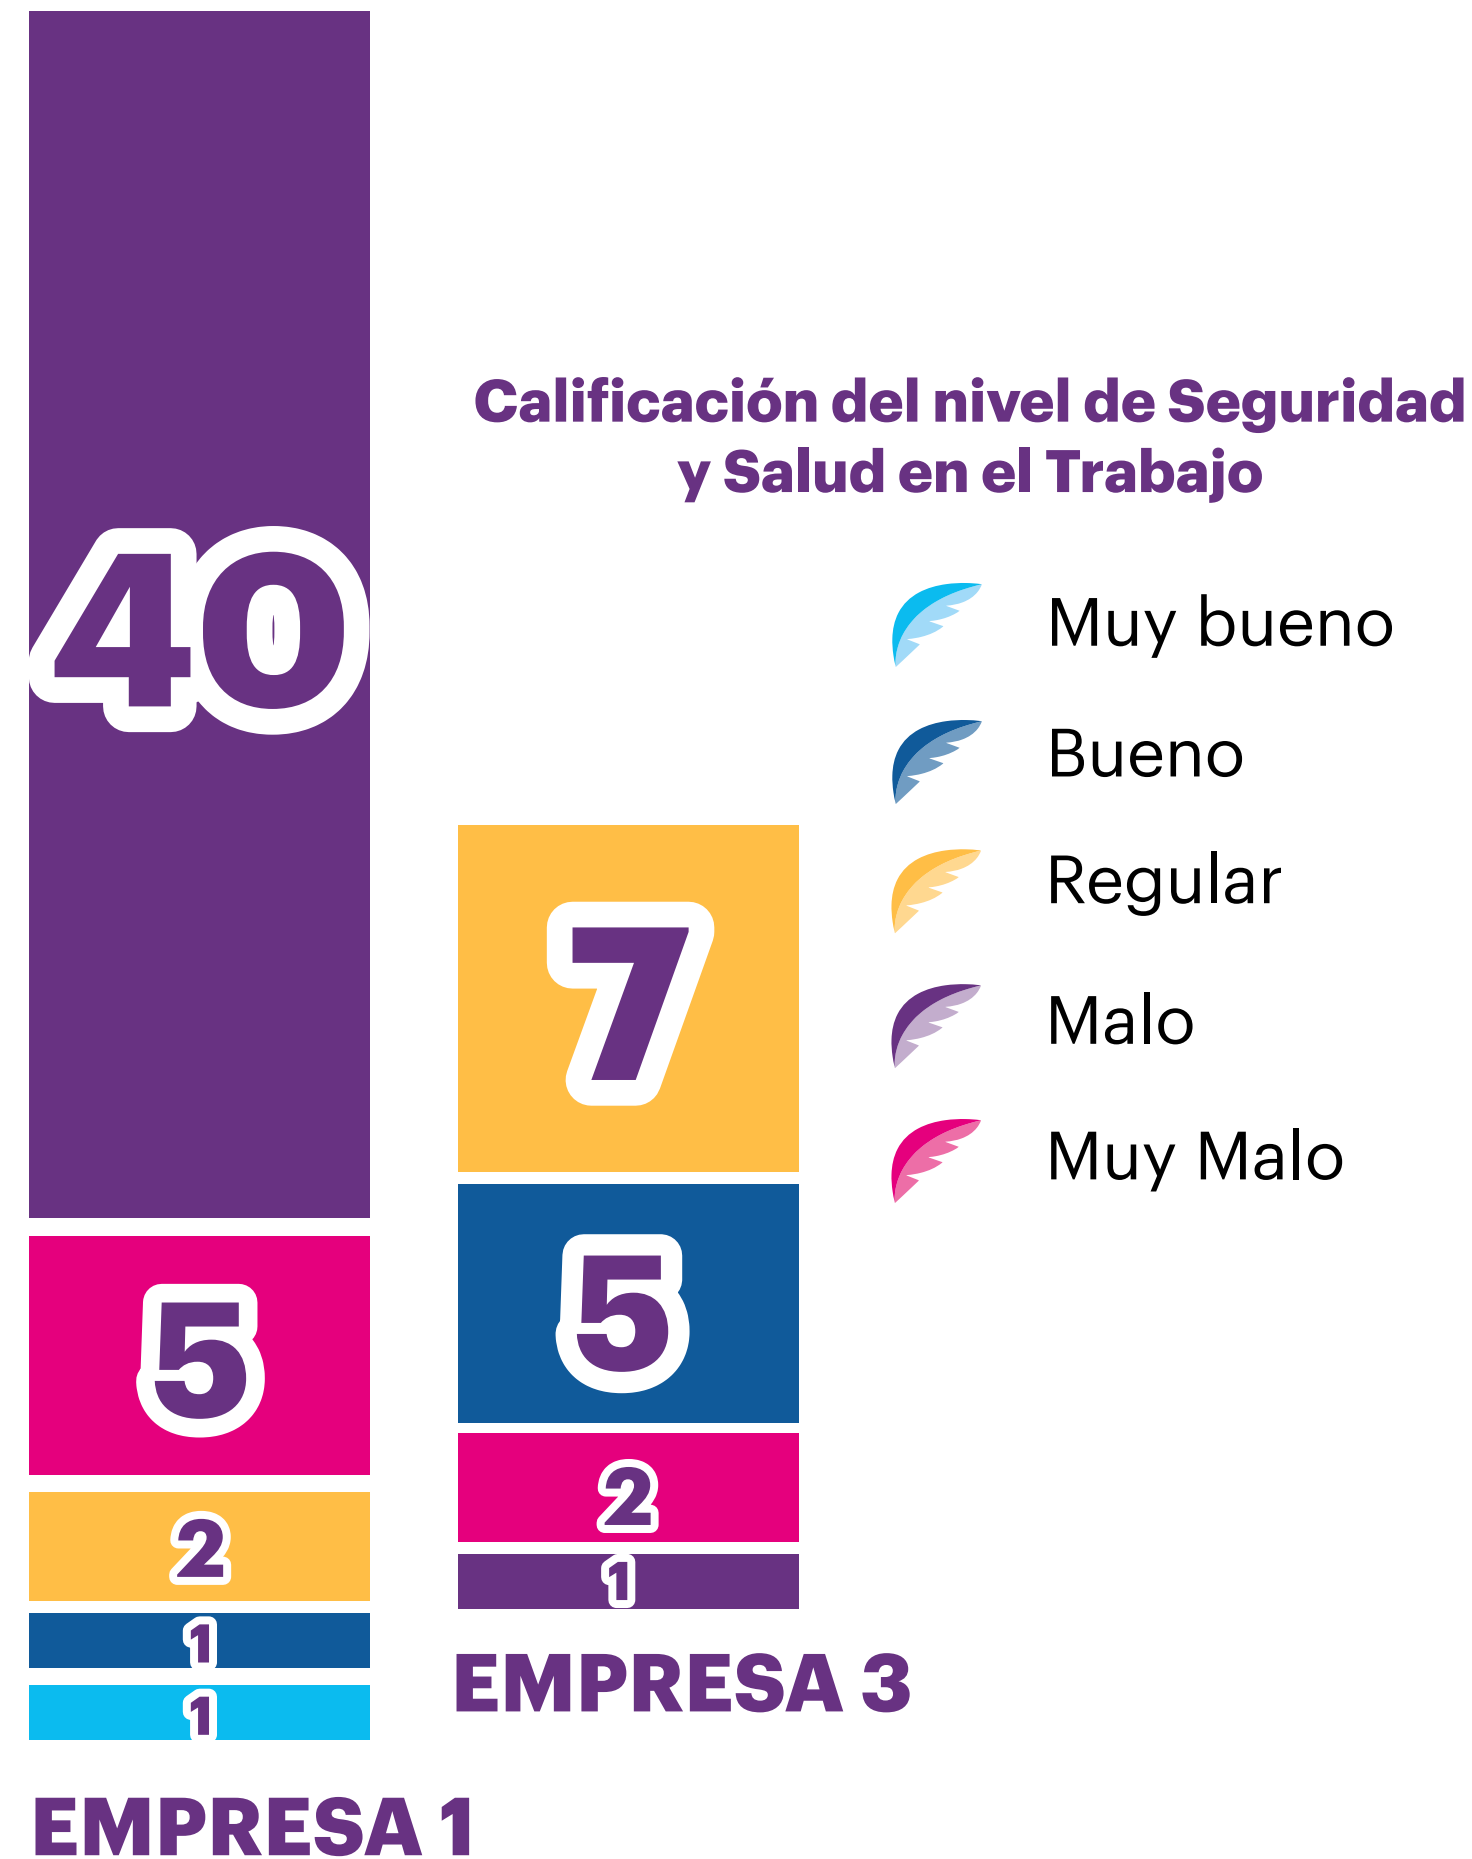 40
5
2
1
1
EMPRESA 1
7
5
2
1
EMPRESA 3
Calificación del nivel de Seguridad
y Salud en el Trabajo
Muy bueno
Bueno
Regular
Malo
Muy Malo